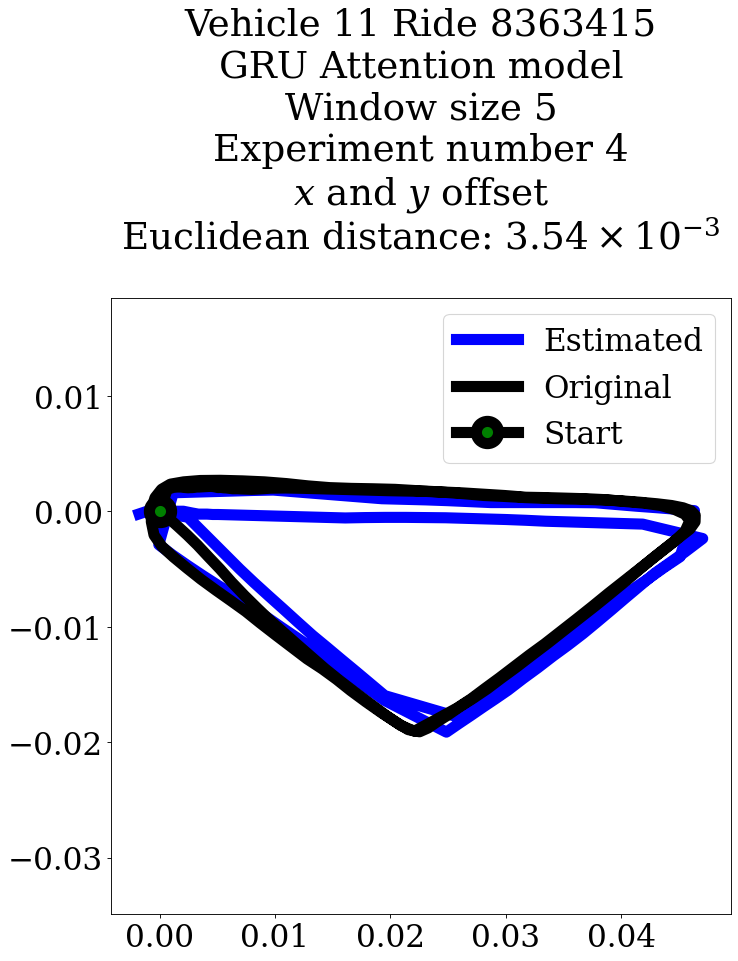 Vehicle 11 Ride 8363415
GRU Attention model
Window size 5
Experiment number 4
x and y offset
Euclidean distance: 3.54 × 10⁻³
Estimated
Original
Start
0.01
0.00
−0.01
−0.02
−0.03
0.00 0.01 0.02 0.03 0.04